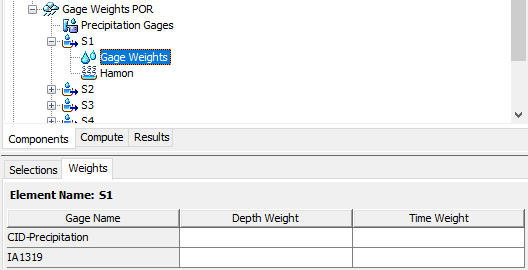 Gage Weights POR
Precipitation Gages
S1
Gage Weights
Hamon
S2
S3
S4
Components Compute Results
Selections Weights
Element Name: S1
Gage Name Depth Weight Time Weight
CID-Precipitation
IA1319